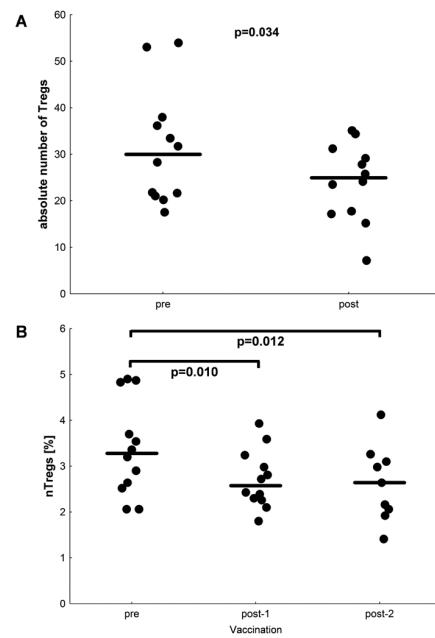 A
p=0.034
absolute number of Tregs
60
50
40
30
20
10
0
pre post
B
p=0.012
p=0.010
nTregs [%]
6
5
4
3
2
1
0
pre post-1 post-2
Vaccination